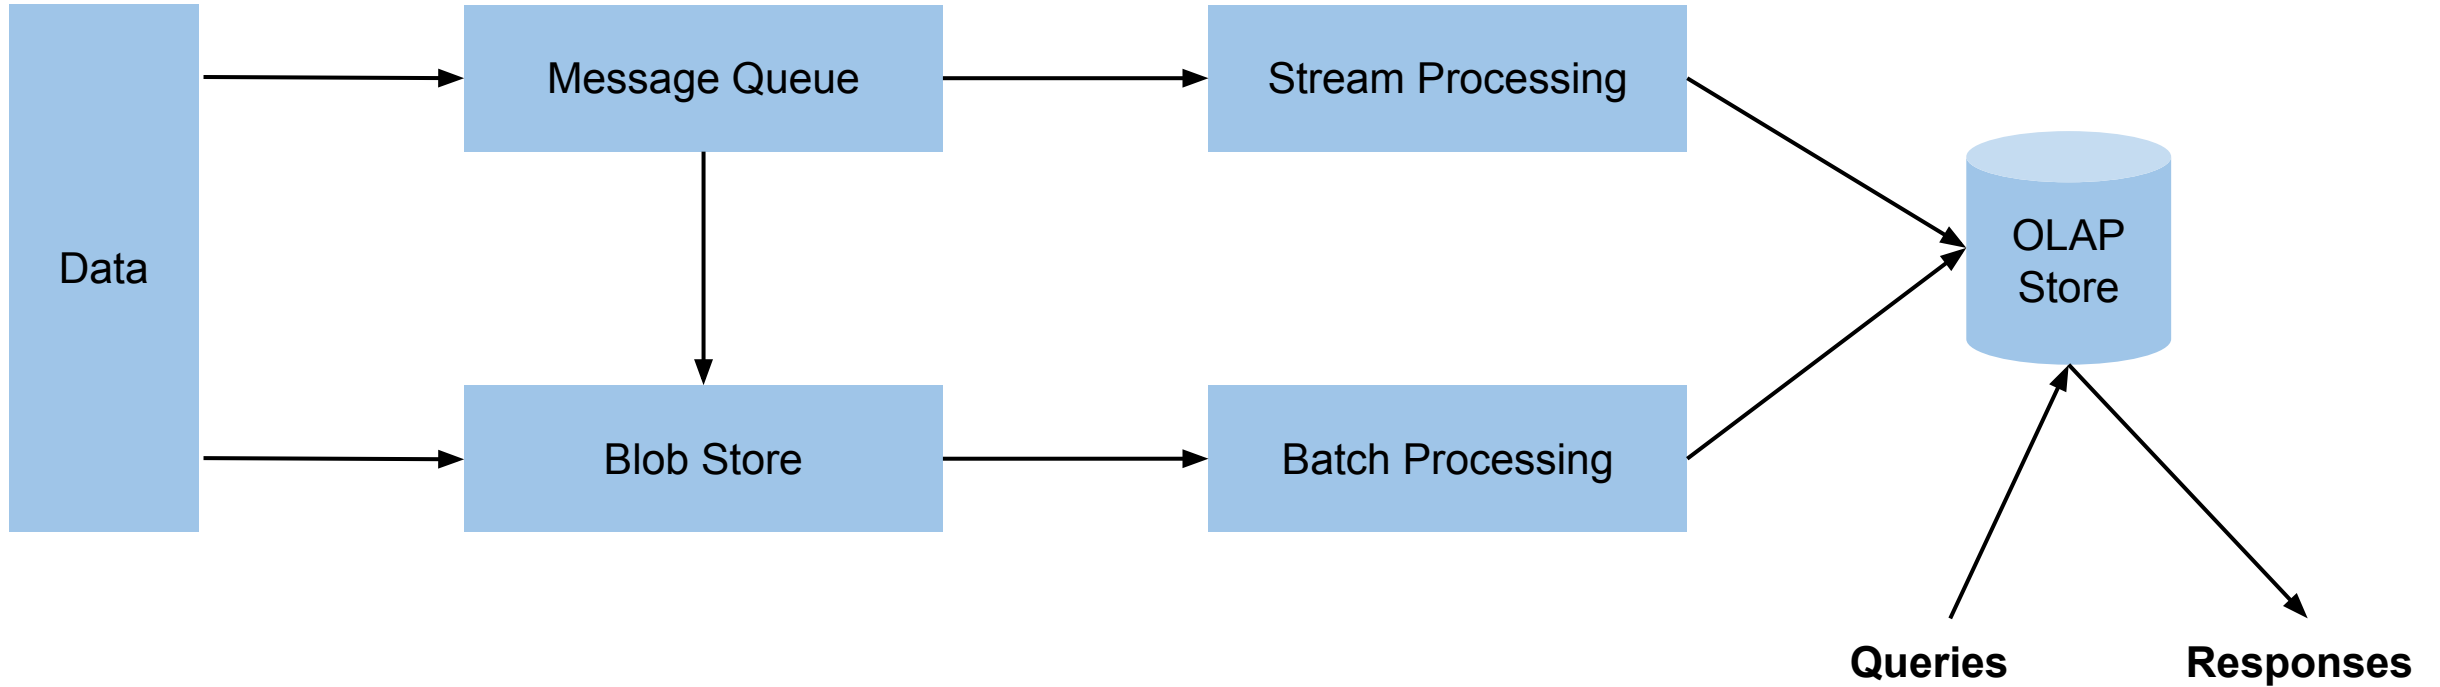 Data
Message Queue
Stream Processing
Blob Store
Batch Processing
OLAP
Store
Queries
Responses